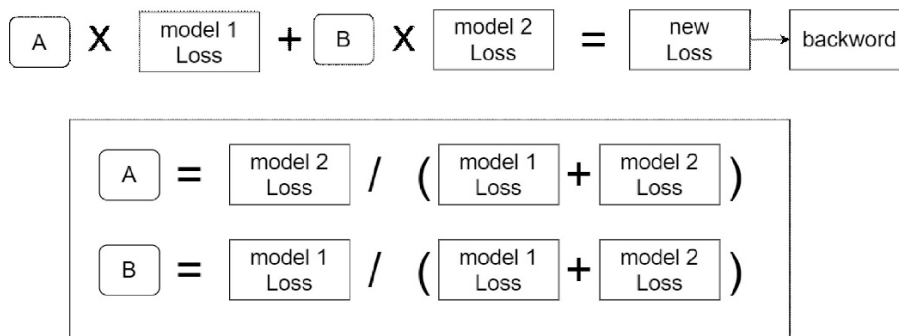 A X model 1 Loss + B X model 2 Loss = new Loss backword
A = model 2 Loss / ( model 1 Loss + model 2 Loss )
B = model 1 Loss / ( model 1 Loss + model 2 Loss )